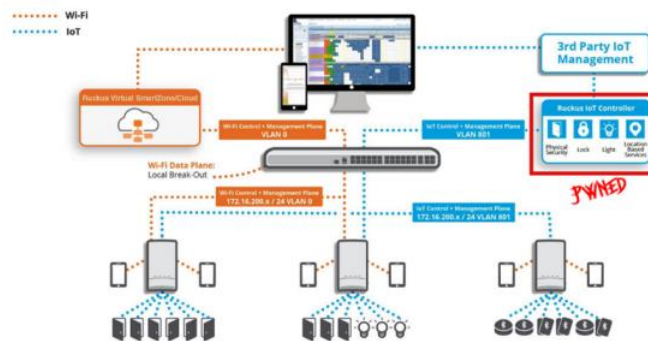 Wi-Fi
IoT
3rd Party IoT
Management
Ruckus Virtual SmartZone/Cloud
Ruckus IoT Controller
Physical
Security
Lock
Light
Location
Based
Services
Wi-Fi Control + Management Plane
VLAN 0
IoT Control + Management Plane
VLAN 801
PWNED
Wi-Fi Data Plane:
Local Break-Out
Wi-Fi Control + Management Plane
172.16.200.x / 24 VLAN 0
IoT Control + Management Plane
172.16.200.x / 24 VLAN 801